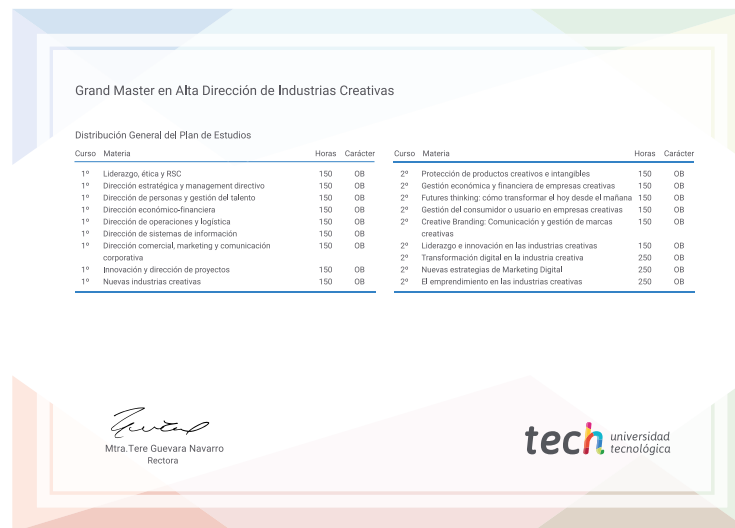 Grand Master en Alta Dirección de Industrias Creativas
Distribución General del Plan de Estudios
Curso Materia Horas Carácter
1º Liderazgo, ética y RSC 150 OB
1º Dirección estratégica y management directivo 150 OB
1º Dirección de personas y gestión del talento 150 OB
1º Dirección económico-financiera 150 OB
1º Dirección de operaciones y logística 150 OB
1º Dirección de sistemas de información 150 OB
1º Dirección comercial, marketing y comunicación 150 OB
corporativa
1º Innovación y dirección de proyectos 150 OB
1º Nuevas industrias creativas 150 OB
Curso Materia Horas Carácter
2º Protección de productos creativos e intangibles 150 OB
2º Gestión económica y financiera de empresas creativas 150 OB
2º Futures thinking: cómo transformar el hoy desde el mañana 150 OB
2º Gestión del consumidor o usuario en empresas creativas 150 OB
2º Creative Branding: Comunicación y gestión de marcas 150 OB
creativas
2º Liderazgo e innovación en las industrias creativas 150 OB
2º Transformación digital en la industria creativa 250 OB
2º Nuevas estrategias de Marketing Digital 250 OB
2º El emprendimiento en las industrias creativas 250 OB
Mtra.Tere Guevara Navarro
Rectora
tech universidad
tecnológica